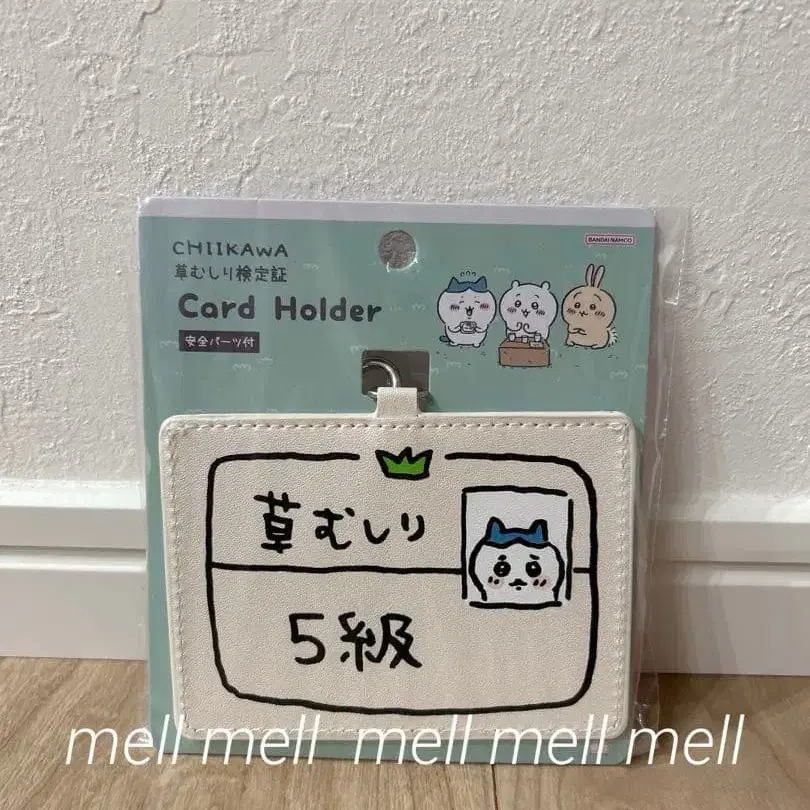 CHIIKAWA
草むしり検定証
Card Holder
安全パーツ付
BANDAI NAMCO
草むしり
5級
mell mell mell mell mell